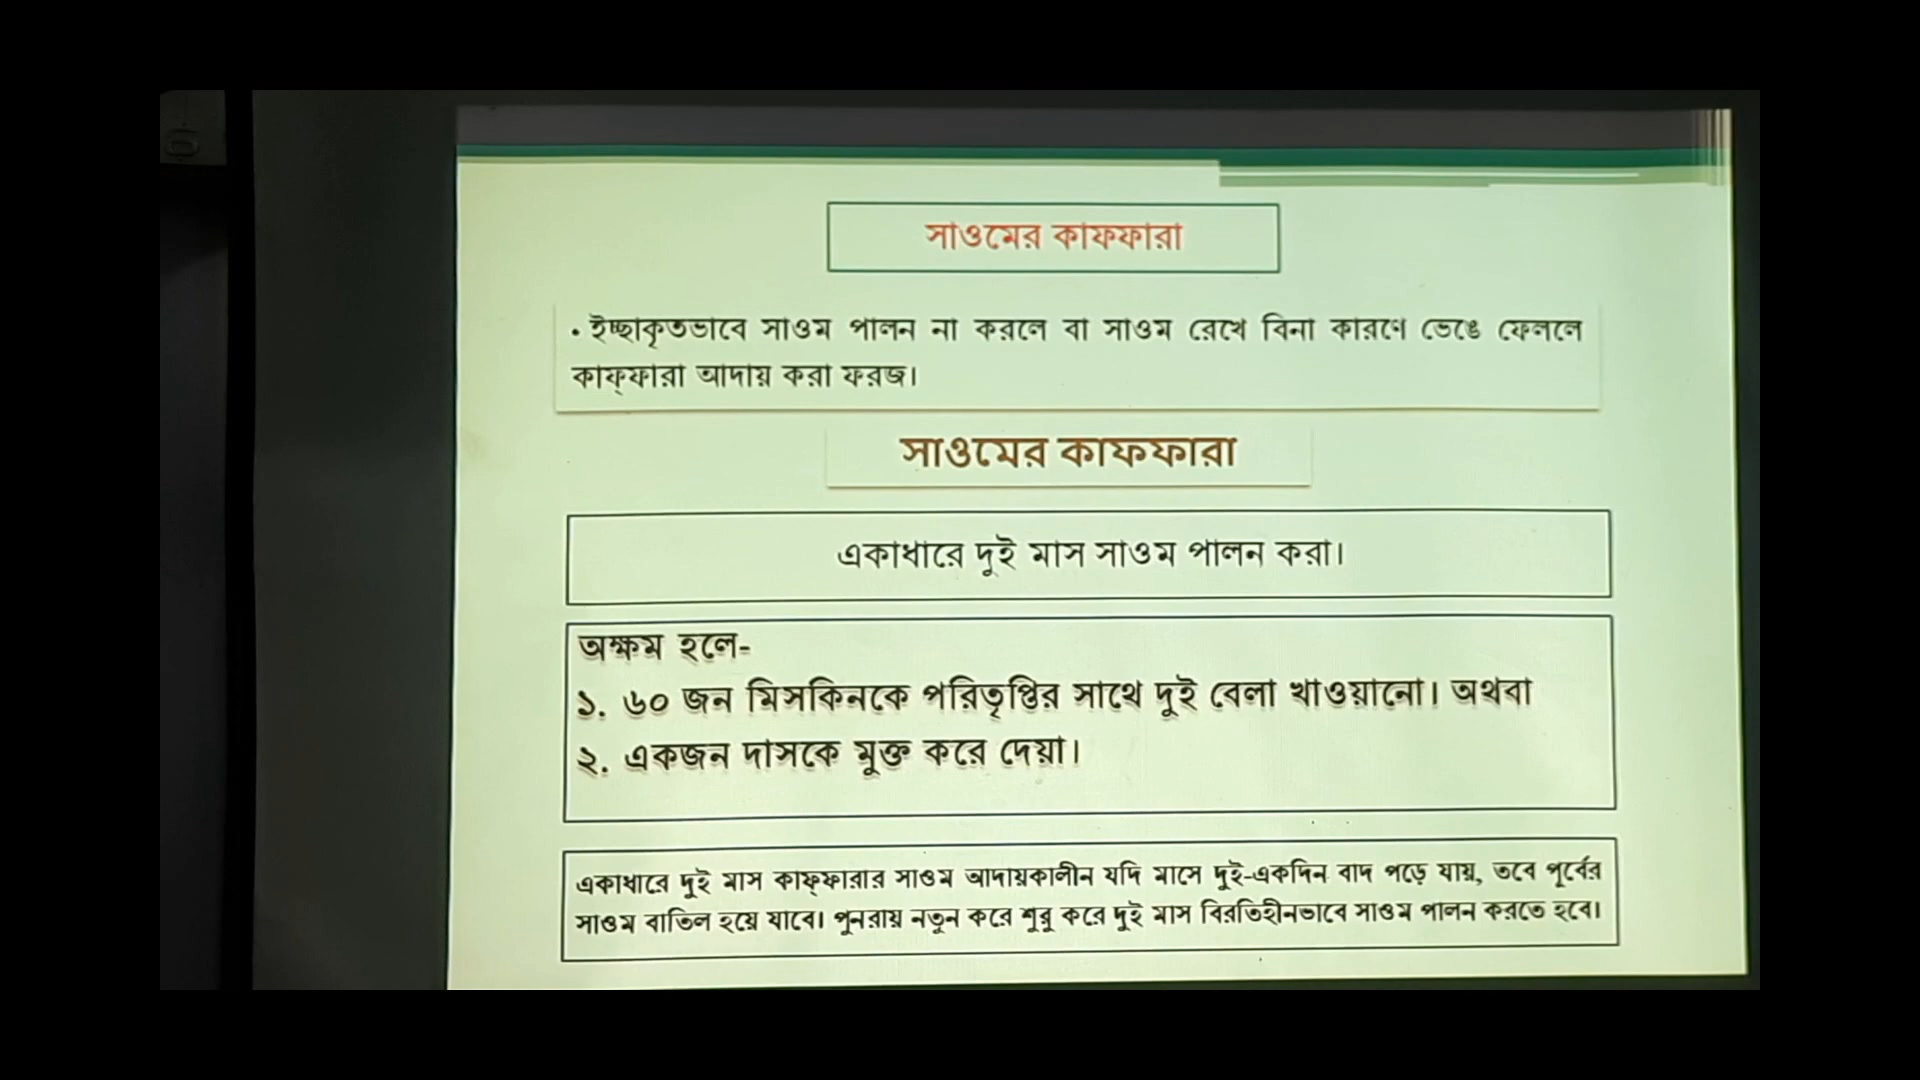 সাওমের কাফফারা
• ইচ্ছাকৃতভাবে সাওম পালন না করলে বা সাওম রেখে বিনা কারণে ভেঙে ফেললে
কাফ্ফারা আদায় করা ফরজ।
সাওমের কাফফারা
একাধারে দুই মাস সাওম পালন করা।
অক্ষম হলে-
১. ৬০ জন মিসকিনকে পরিতৃপ্তির সাথে দুই বেলা খাওয়ানো। অথবা
২. একজন দাসকে মুক্ত করে দেয়া।
একাধারে দুই মাস কাফ্ফারার সাওম আদায়কালীন যদি মাসে দুই-একদিন বাদ পড়ে যায়, তবে পূর্বের
সাওম বাতিল হয়ে যাবে। পুনরায় নতুন করে শুরু করে দুই মাস বিরতিহীনভাবে সাওম পালন করতে হবে।